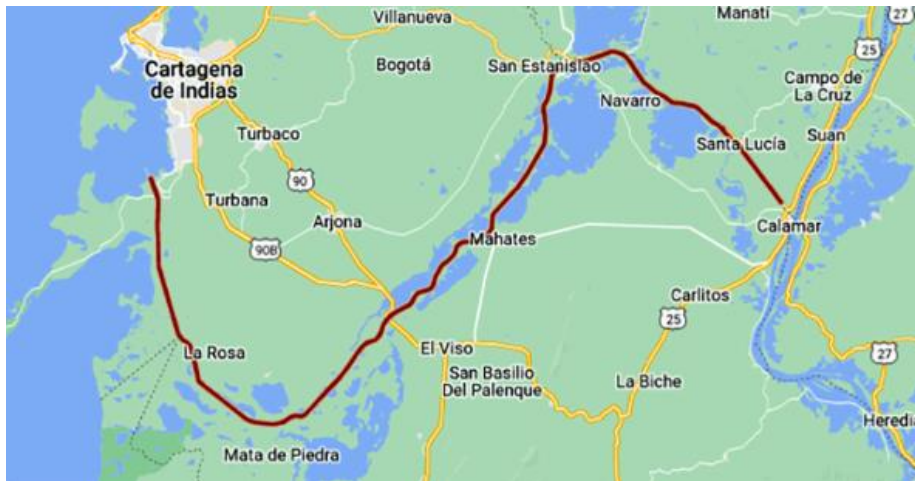 Villanueva
Manatí
27
25
Cartagena
de Indias
Bogotá
San Estanislao
Campo de
La Cruz
Navarro
Turbaco
Santa Lucía
Suan
90
Turbana
Arjona
Mahates
Calamar
90B
Carlitos
25
La Rosa
El Viso
27
San Basilio
Del Palenque
La Biche
Heredia
Mata de Piedra